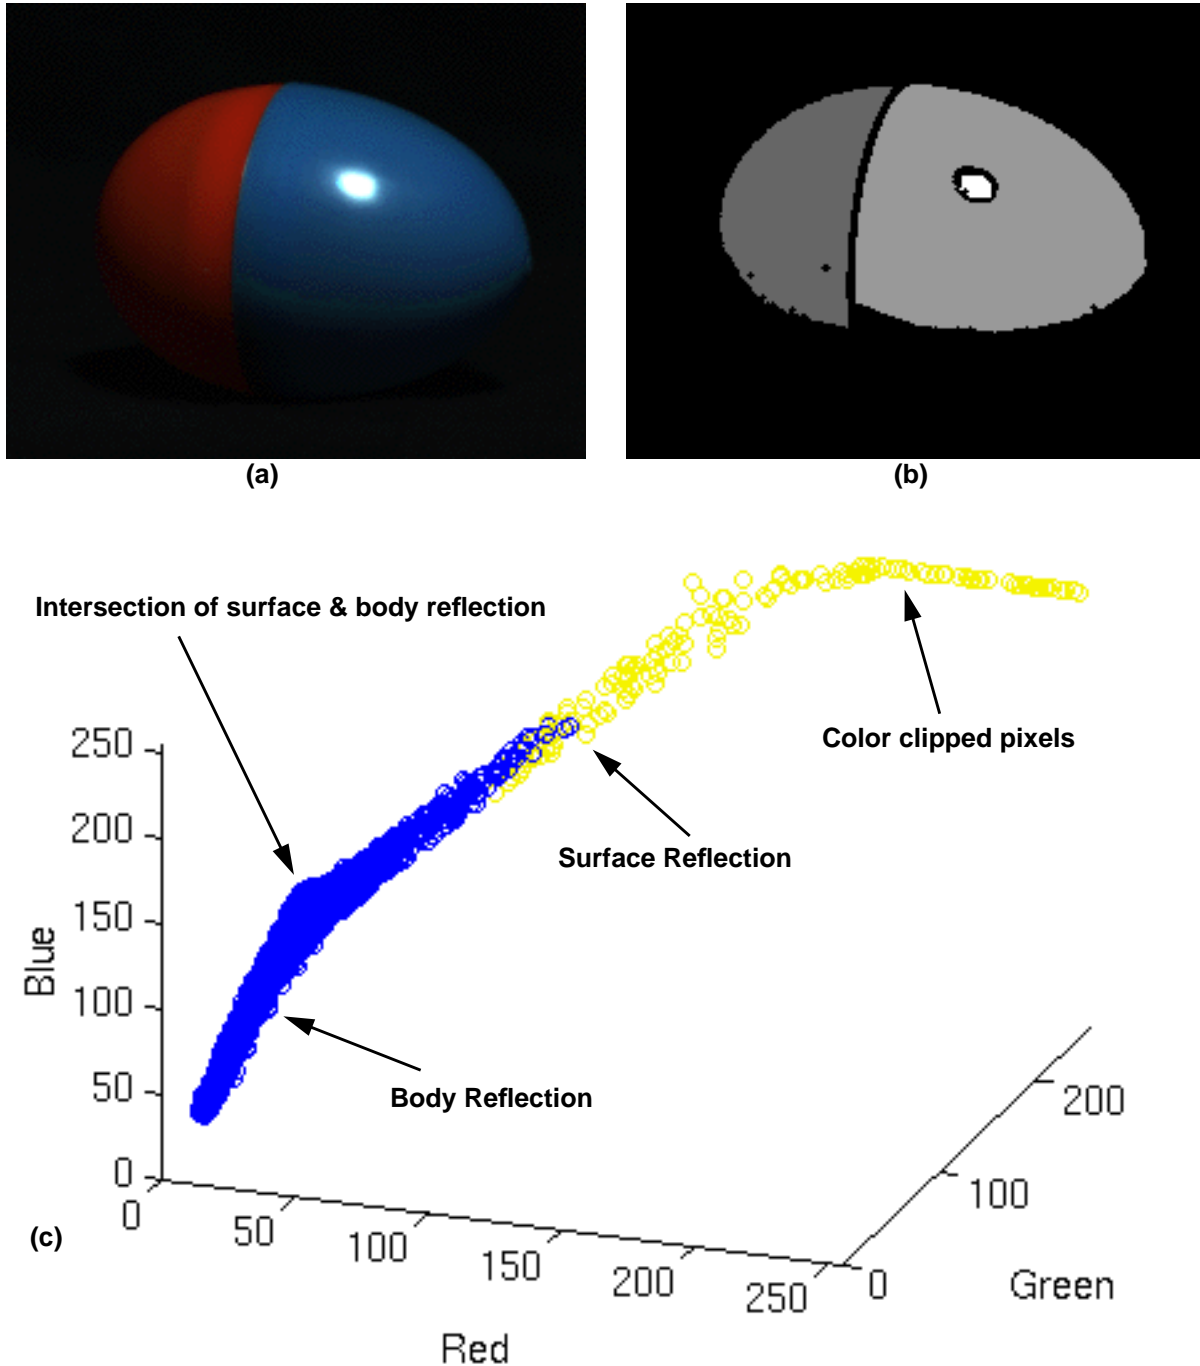 (a)
(b)
Intersection of surface & body reflection
Color clipped pixels
Surface Reflection
Body Reflection
250
200
150
100
50
0
Blue
0
50
100
150
200
250
Red
0
100
200
Green
(c)